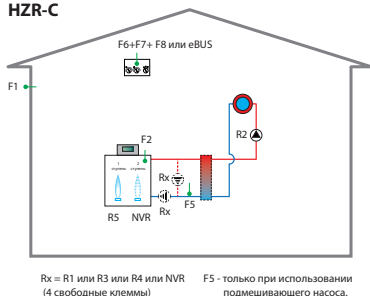 HZR-C
F6+F7+ F8 или eBUS
F1
F2
R2
1 2
ступень ступень
Rx
F5
Rx
R5 NVR
Rx = R1 или R3 или R4 или NVR
(4 свободные клеммы)
F5 - только при использовании
подмешивающего насоса.